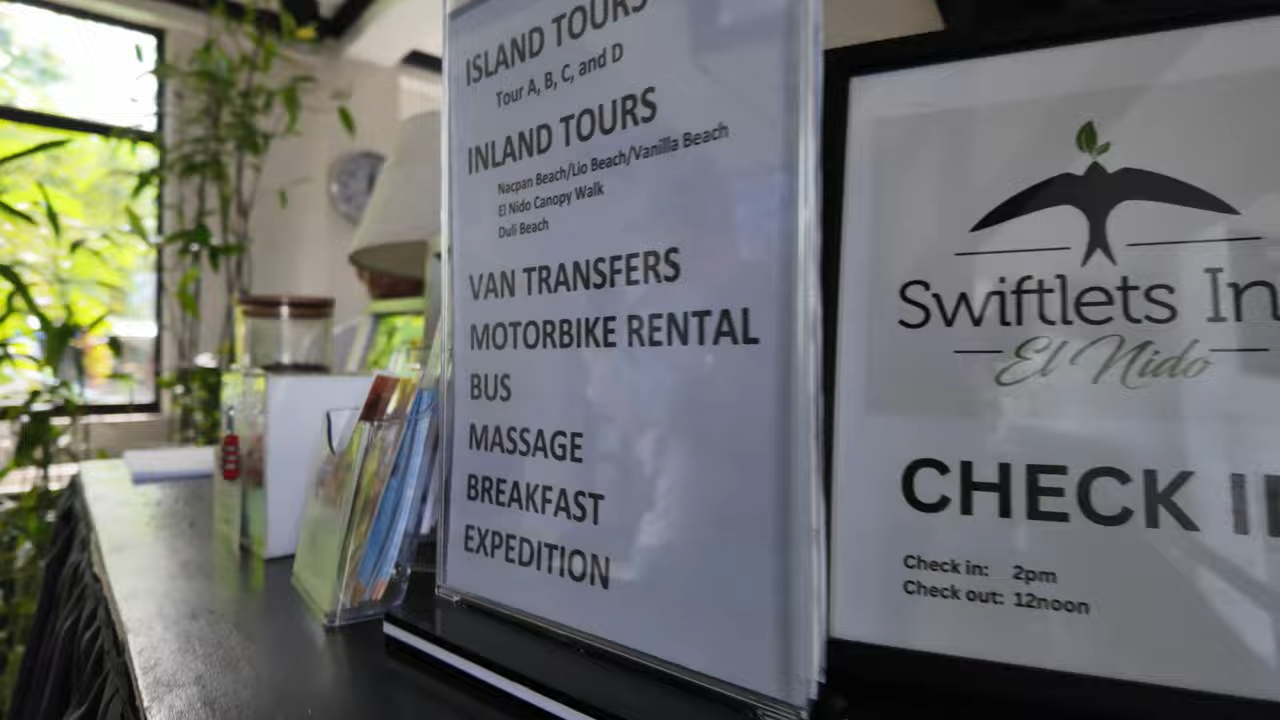 ISLAND TOURS
Tour A, B, C, and D
INLAND TOURS
Nacpan Beach/Lio Beach/Vanilla Beach
El Nido Canopy Walk
Duli Beach
VAN TRANSFERS
MOTORBIKE RENTAL
BUS
MASSAGE
BREAKFAST
EXPEDITION
Swiftlets In
El Nido
CHECK I
Check in: 2pm
Check out: 12noon